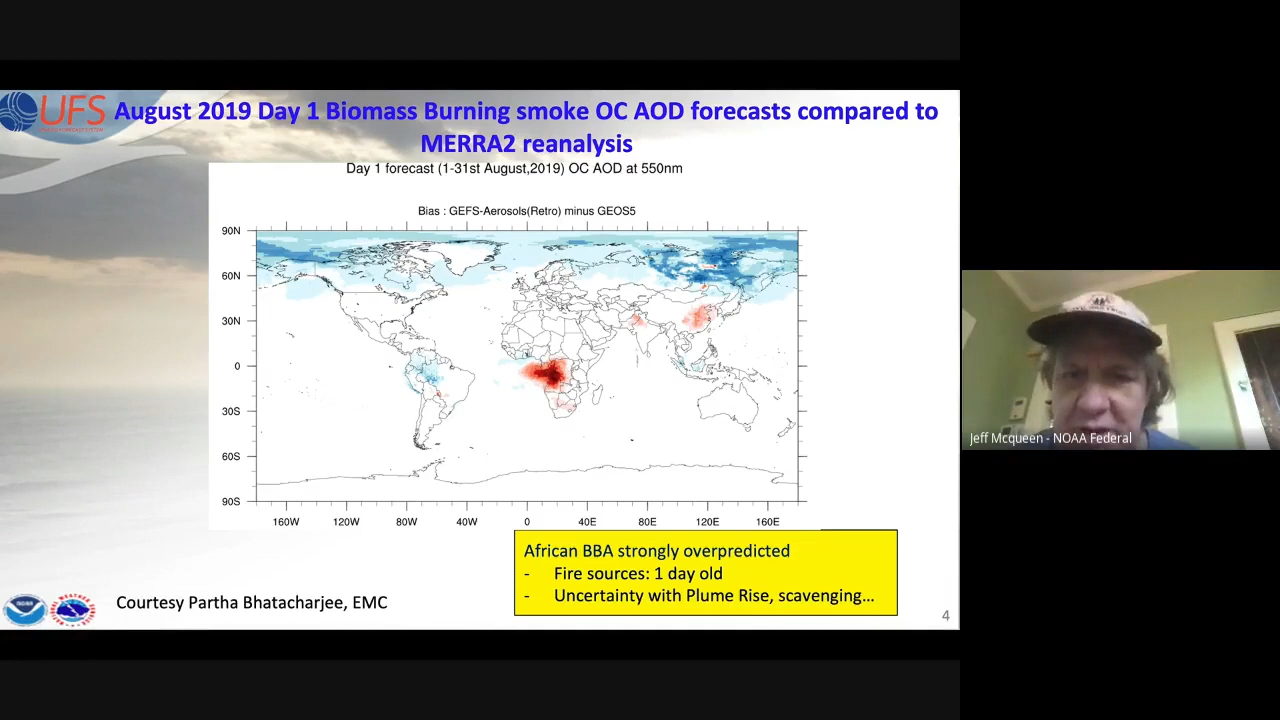 UFS
August 2019 Day 1 Biomass Burning smoke OC AOD forecasts compared to
MERRA2 reanalysis
Day 1 forecast (1-31st August,2019) OC AOD at 550nm
Bias : GEFS-Aerosols(Retro) minus GEOS5
90N
60N
30N
0
30S
60S
90S
160W 120W 80W 40W 0 40E 80E 120E 160E
African BBA strongly overpredicted
- Fire sources: 1 day old
- Uncertainty with Plume Rise, scavenging...
Courtesy Partha Bhatacharjee, EMC
4
Jeff Mcqueen - NOAA Federal